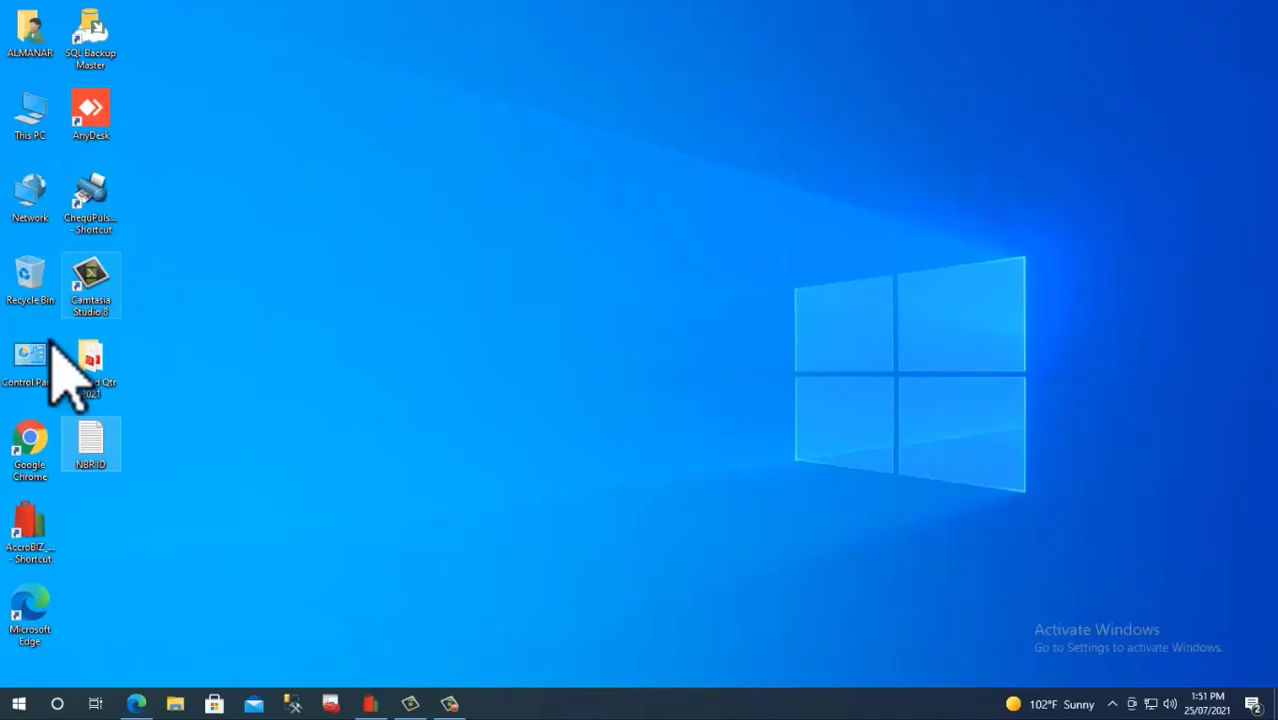 ALMANAR
SQL Backup
Master
This PC
AnyDesk
Network
ChequPuls...
- Shortcut
Recycle Bin
Camtasia
Studio 8
Control Pa
d Qtr
2021
Google
Chrome
NBR ID
AccroBIZ_...
- Shortcut
Microsoft
Edge
Activate Windows
Go to Settings to activate Windows.
102°F Sunny
1:51 PM
25/07/2021
2